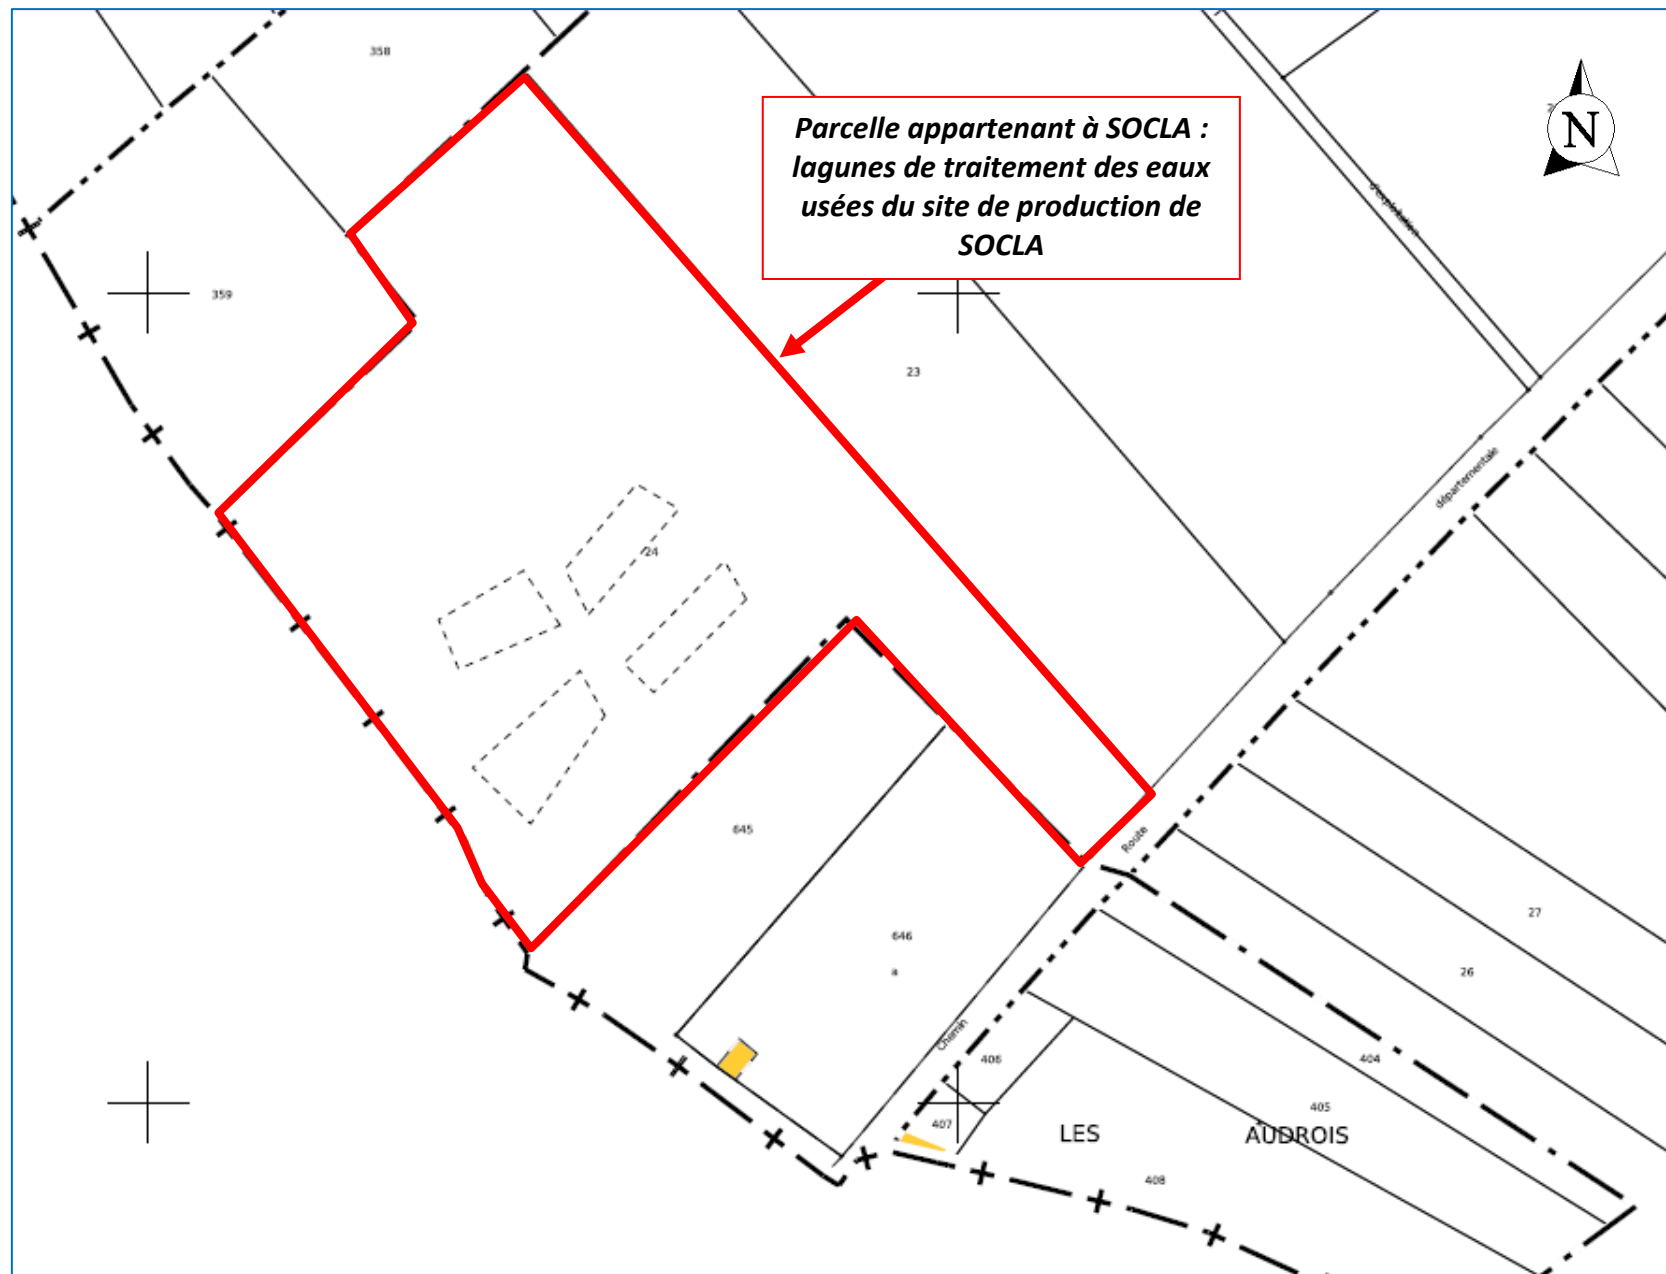 358
Parcelle appartenant à SOCLA :
lagunes de traitement des eaux
usées du site de production de
SOCLA
N
d'exploitation
359
23
départementale
24
645
Route
27
646
a
26
Chemin
406
404
407
405
LES AUDROIS
408